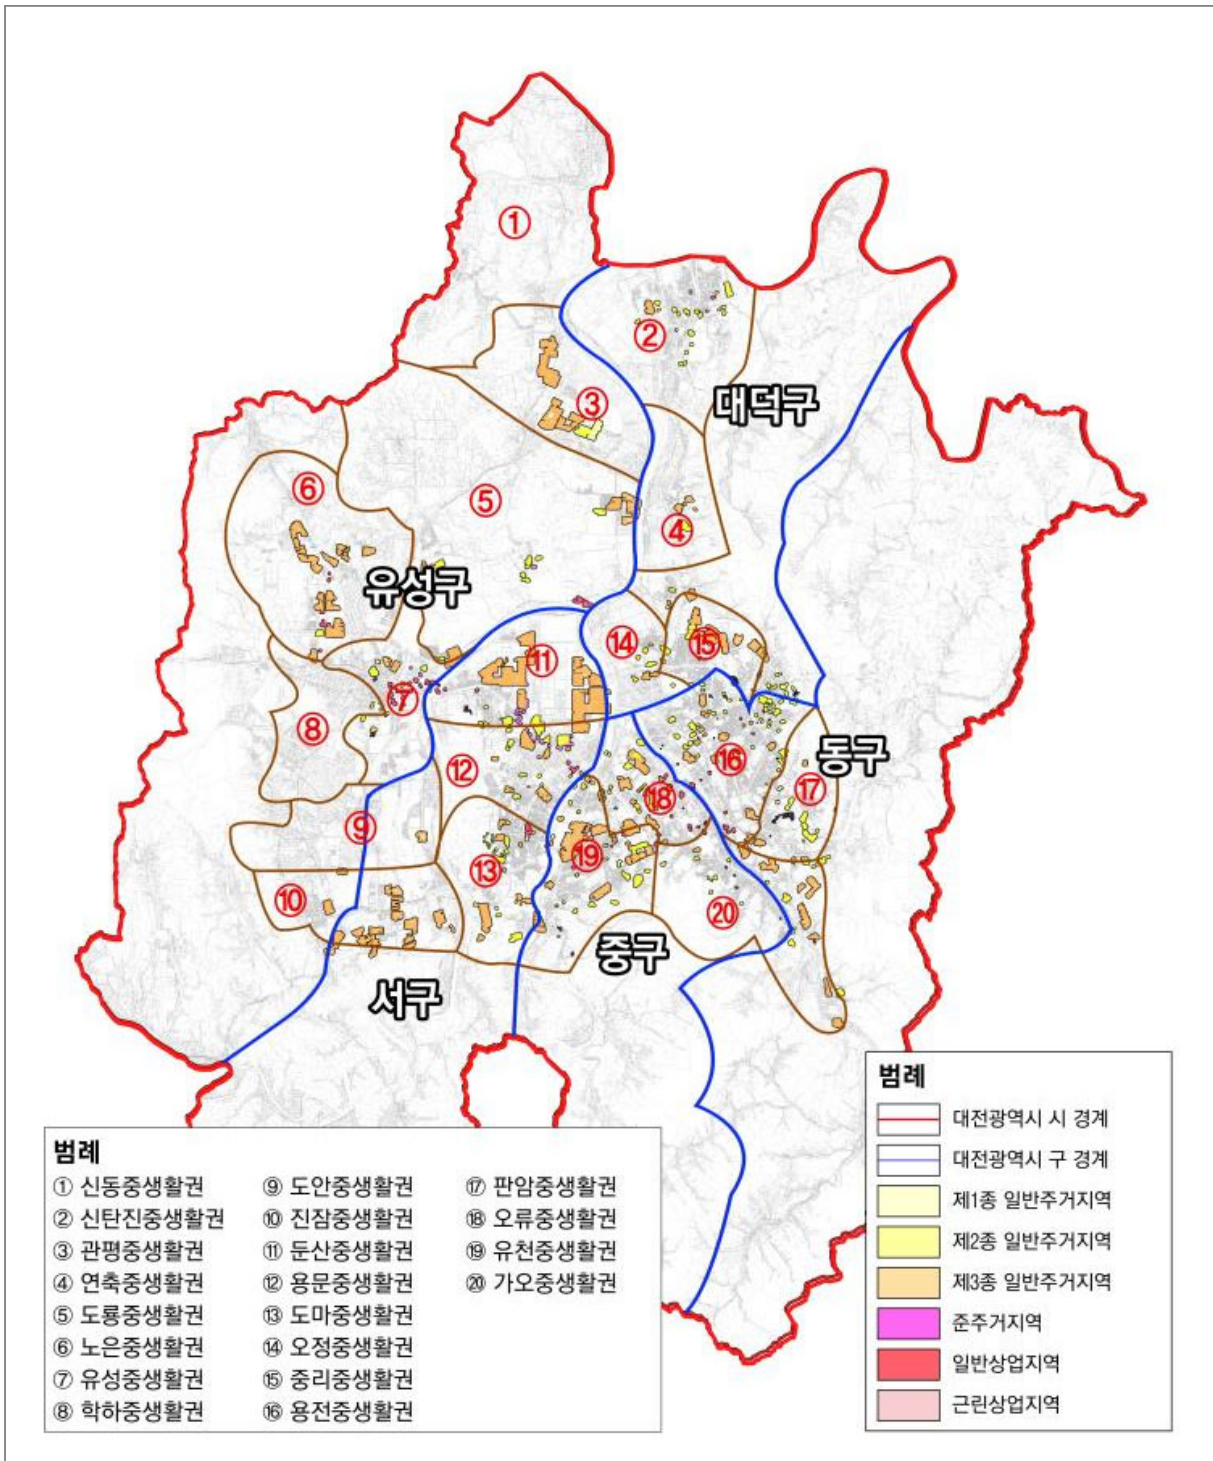 ①
②
대덕구
③
⑥
⑤
④
유성구
⑭
⑮
⑪
⑦
⑧
⑯
동구
⑫
⑰
⑱
⑨
⑲
⑬
⑩
⑳
중구
서구
범례
① 신동중생활권
② 신탄진중생활권
③ 관평중생활권
④ 연축중생활권
⑤ 도룡중생활권
⑥ 노은중생활권
⑦ 유성중생활권
⑧ 학하중생활권
⑨ 도안중생활권
⑩ 진잠중생활권
⑪ 둔산중생활권
⑫ 용문중생활권
⑬ 도마중생활권
⑭ 오정중생활권
⑮ 중리중생활권
⑯ 용전중생활권
⑰ 판암중생활권
⑱ 오류중생활권
⑲ 유천중생활권
⑳ 가오중생활권
범례
대전광역시 시 경계
대전광역시 구 경계
제1종 일반주거지역
제2종 일반주거지역
제3종 일반주거지역
준주거지역
일반상업지역
근린상업지역